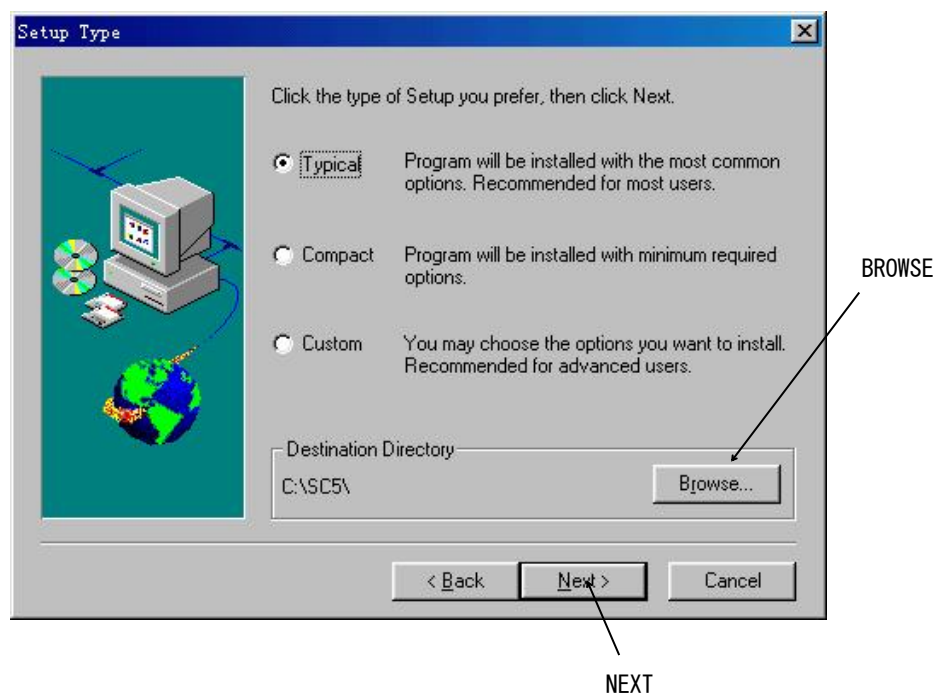 Setup Type
Click the type of Setup you prefer, then click Next.
Typical
Program will be installed with the most common
options. Recommended for most users.
Compact
Program will be installed with minimum required
options.
Custom
You may choose the options you want to install.
Recommended for advanced users.
BROWSE
Destination Directory
C:\SC5\
Browse...
< Back
Next >
Cancel
NEXT